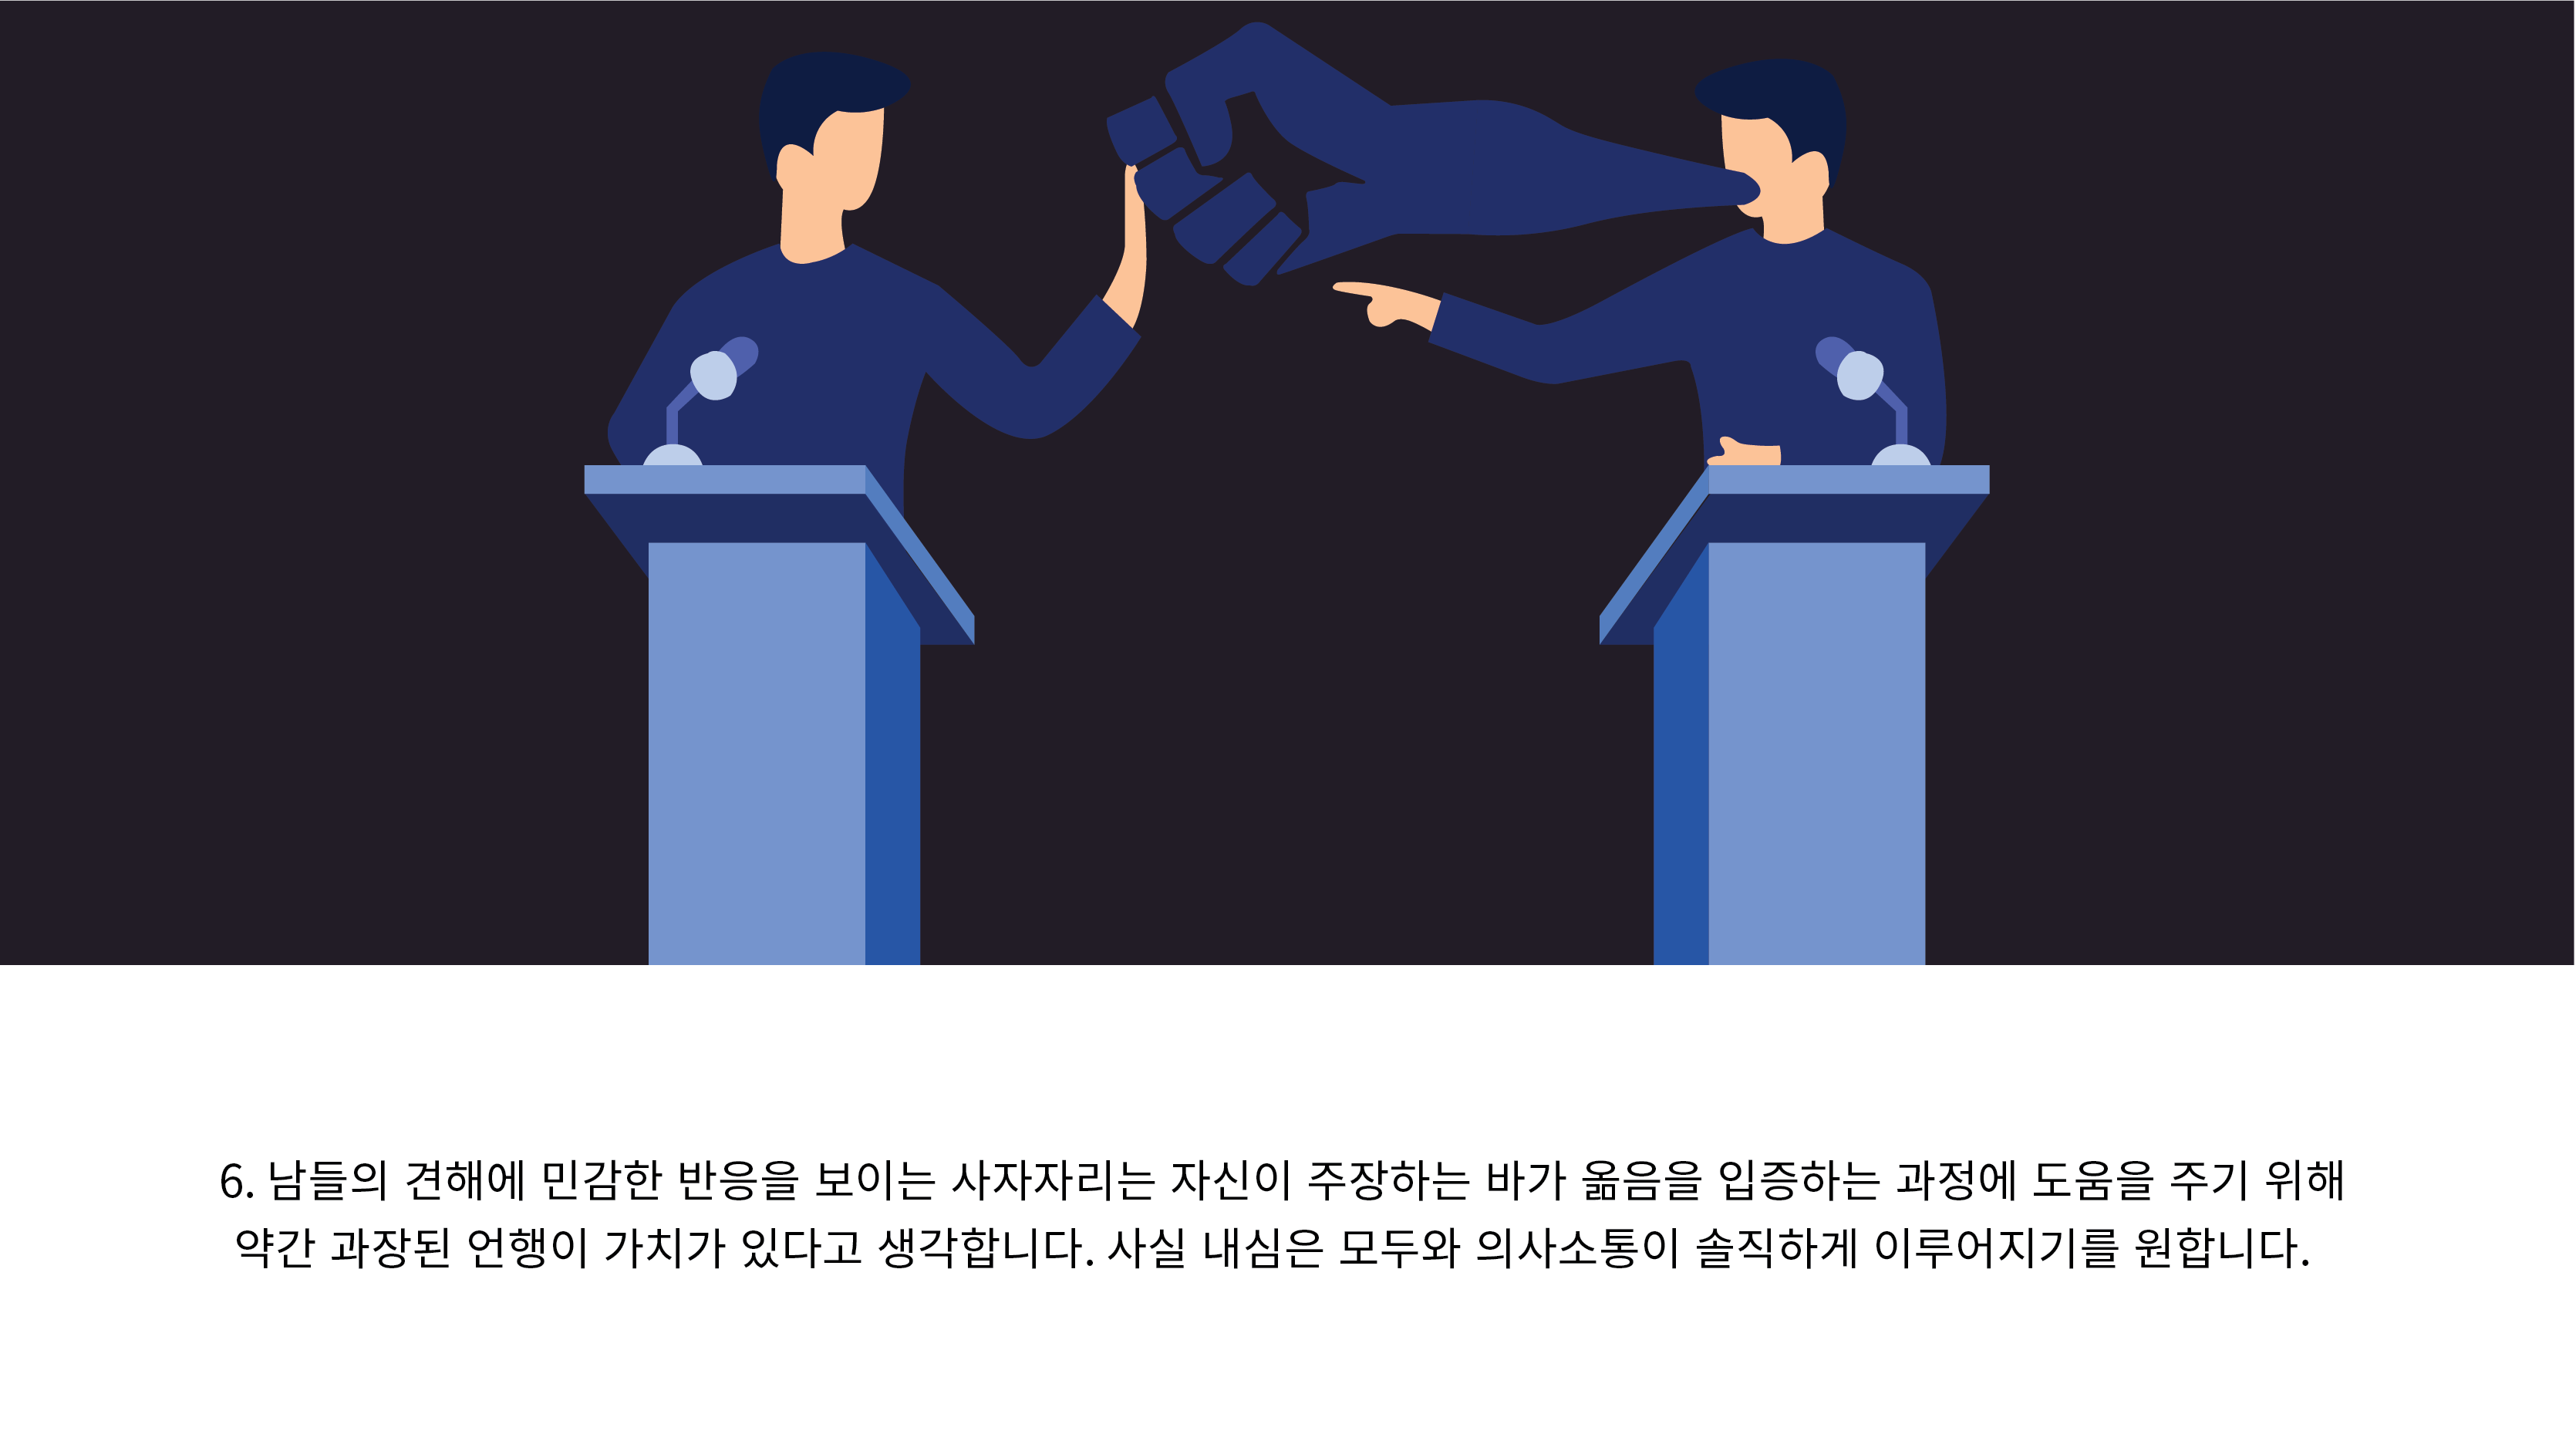 6. 남들의 견해에 민감한 반응을 보이는 사자자리는 자신이 주장하는 바가 옮음을 입증하는 과정에 도움을 주기 위해
약간 과장된 언행이 가치가 있다고 생각합니다. 사실 내심은 모두와 의사소통이 솔직하게 이루어지기를 원합니다.